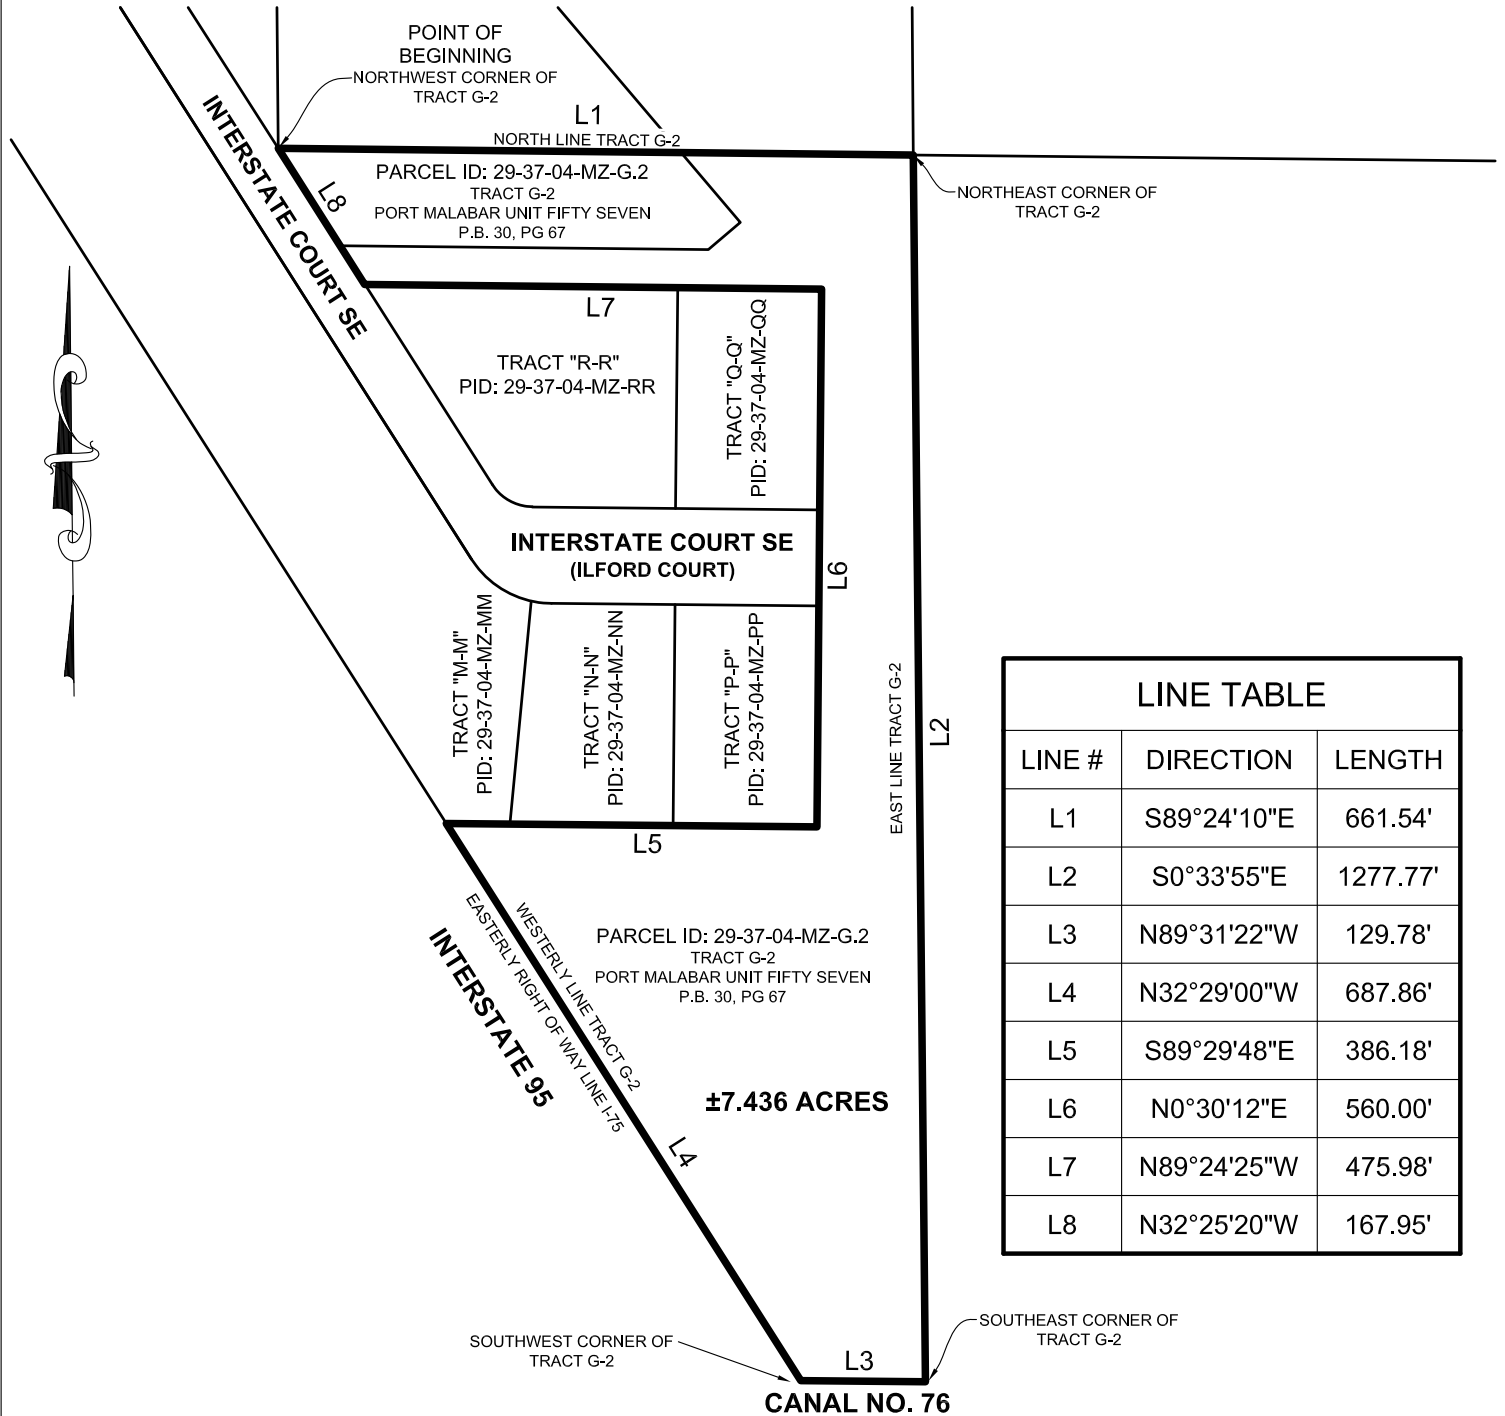 POINT OF
BEGINNING
NORTHWEST CORNER OF
TRACT G-2
L1
NORTH LINE TRACT G-2
INTERSTATE COURT SE
L8
PARCEL ID: 29-37-04-MZ-G.2
TRACT G-2
PORT MALABAR UNIT FIFTY SEVEN
P.B. 30, PG 67
NORTHEAST CORNER OF
TRACT G-2
L7
TRACT "R-R"
PID: 29-37-04-MZ-RR
TRACT "Q-Q"
PID: 29-37-04-MZ-QQ
INTERSTATE COURT SE
(ILFORD COURT)
L6
TRACT "M-M"
PID: 29-37-04-MZ-MM
TRACT "N-N"
PID: 29-37-04-MZ-NN
TRACT "P-P"
PID: 29-37-04-MZ-PP
EAST LINE TRACT G-2
L2
L5
WESTERLY LINE TRACT G-2
EASTERLY RIGHT OF WAY LINE I-75
INTERSTATE 95
PARCEL ID: 29-37-04-MZ-G.2
TRACT G-2
PORT MALABAR UNIT FIFTY SEVEN
P.B. 30, PG 67
±7.436 ACRES
L4
LINE TABLE
LINE # DIRECTION LENGTH
L1 S89°24'10"E 661.54'
L2 S0°33'55"E 1277.77'
L3 N89°31'22"W 129.78'
L4 N32°29'00"W 687.86'
L5 S89°29'48"E 386.18'
L6 N0°30'12"E 560.00'
L7 N89°24'25"W 475.98'
L8 N32°25'20"W 167.95'
SOUTHWEST CORNER OF
TRACT G-2
L3
SOUTHEAST CORNER OF
TRACT G-2
CANAL NO. 76